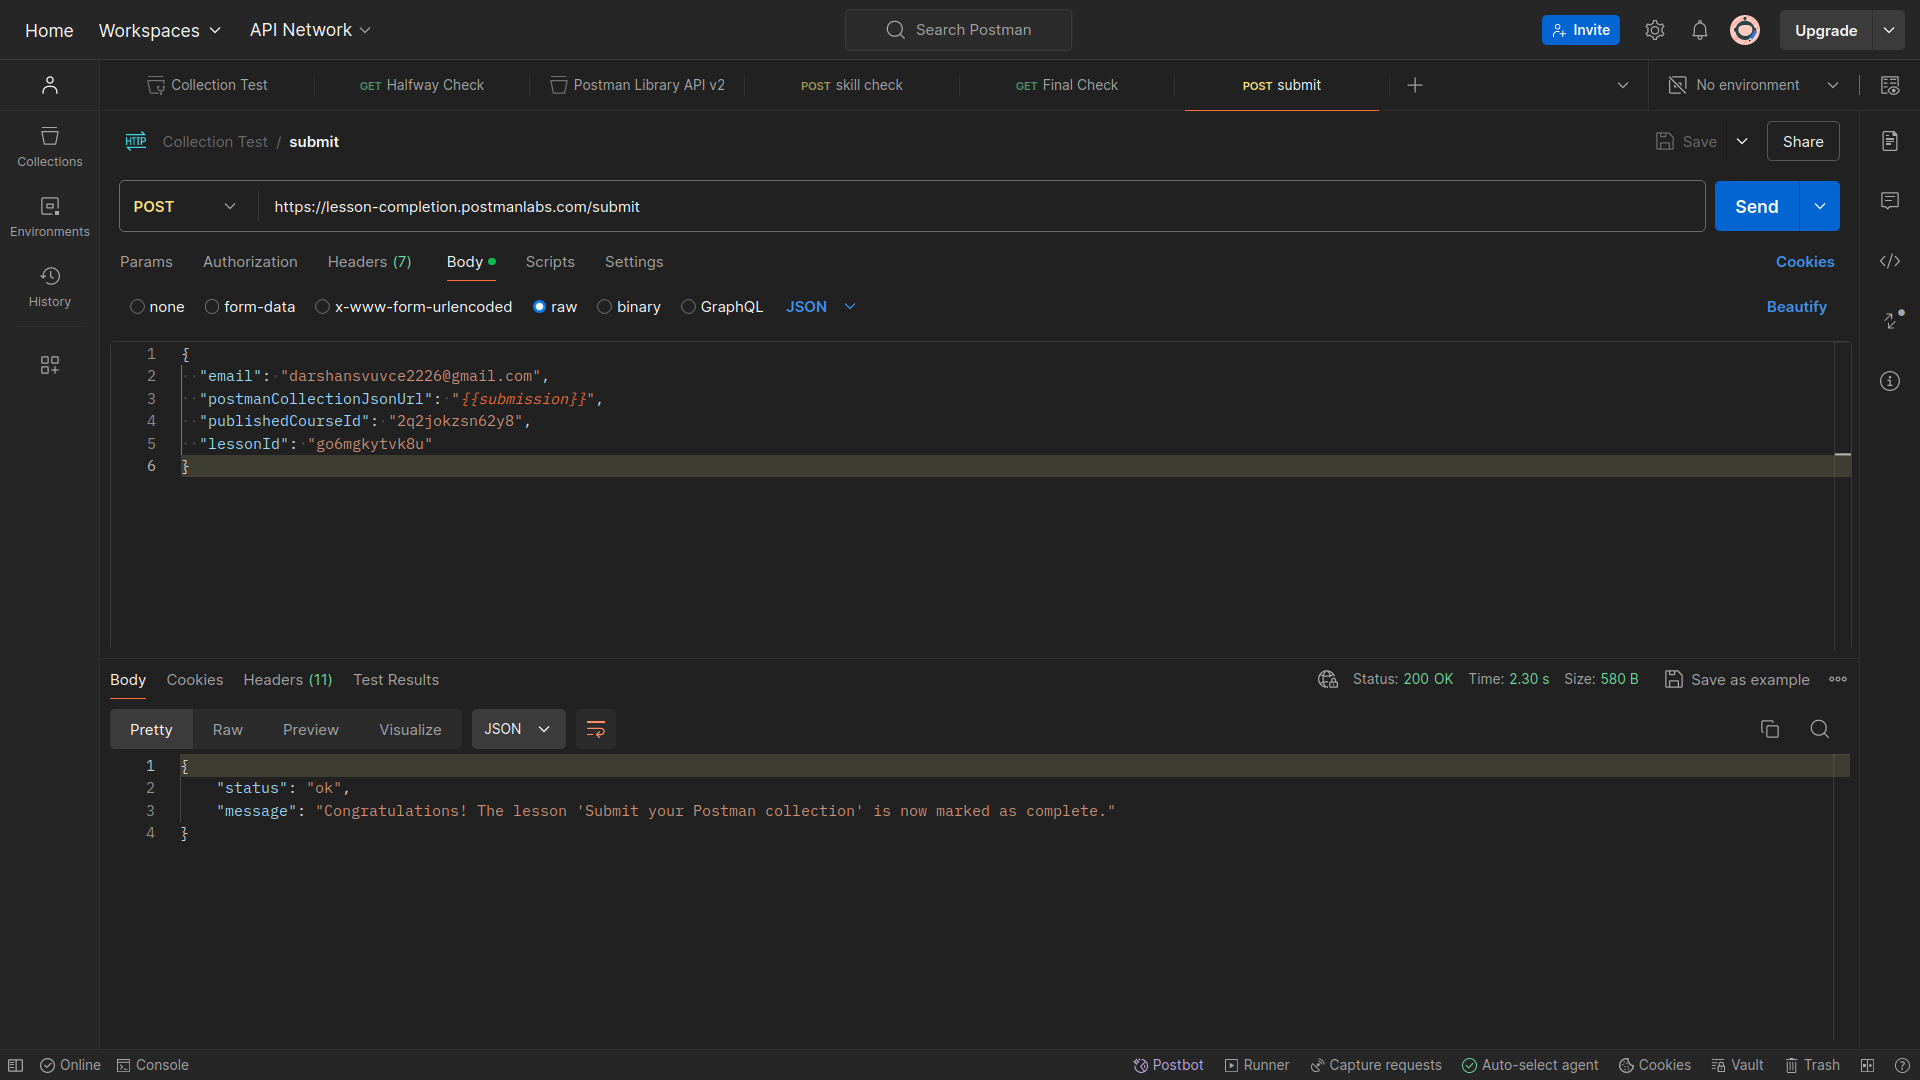 Home Workspaces API Network Search Postman Invite Upgrade
Collection Test GET Halfway Check Postman Library API v2 POST skill check GET Final Check POST submit No environment
HTTP Collection Test / submit Save Share
POST https://lesson-completion.postmanlabs.com/submit Send
Params Authorization Headers (7) Body Scripts Settings Cookies
none form-data x-www-form-urlencoded raw binary GraphQL JSON Beautify
Collections
Environments
History
1 {
2 "email": "darshansvuvce2226@gmail.com",
3 "postmanCollectionJsonUrl": "{{submission}}",
4 "publishedCourseId": "2q2jokzsn62y8",
5 "lessonId": "go6mgkytvk8u"
6 }
Body Cookies Headers (11) Test Results Status: 200 OK Time: 2.30 s Size: 580 B Save as example
Pretty Raw Preview Visualize JSON
1 {
2 "status": "ok",
3 "message": "Congratulations! The lesson 'Submit your Postman collection' is now marked as complete."
4 }
Online Console Postbot Runner Capture requests Auto-select agent Cookies Vault Trash